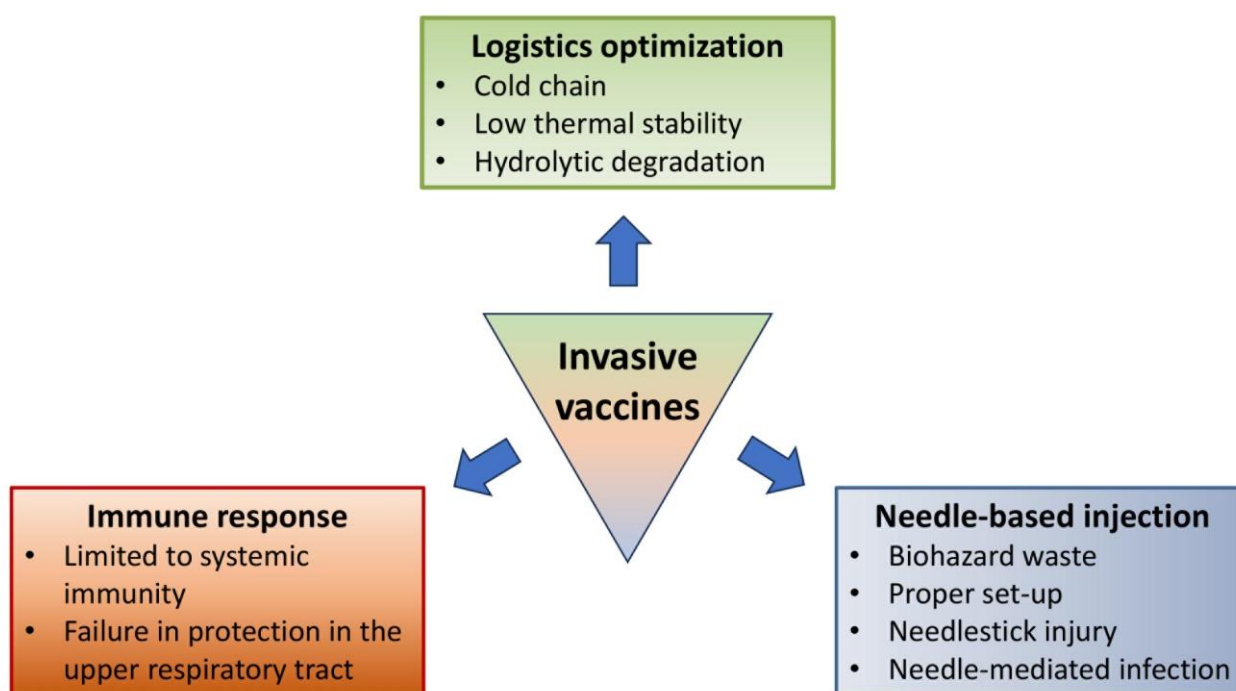 Logistics optimization
• Cold chain
• Low thermal stability
• Hydrolytic degradation
Invasive
vaccines
Immune response
• Limited to systemic
immunity
• Failure in protection in the
upper respiratory tract
Needle-based injection
• Biohazard waste
• Proper set-up
• Needlestick injury
• Needle-mediated infection